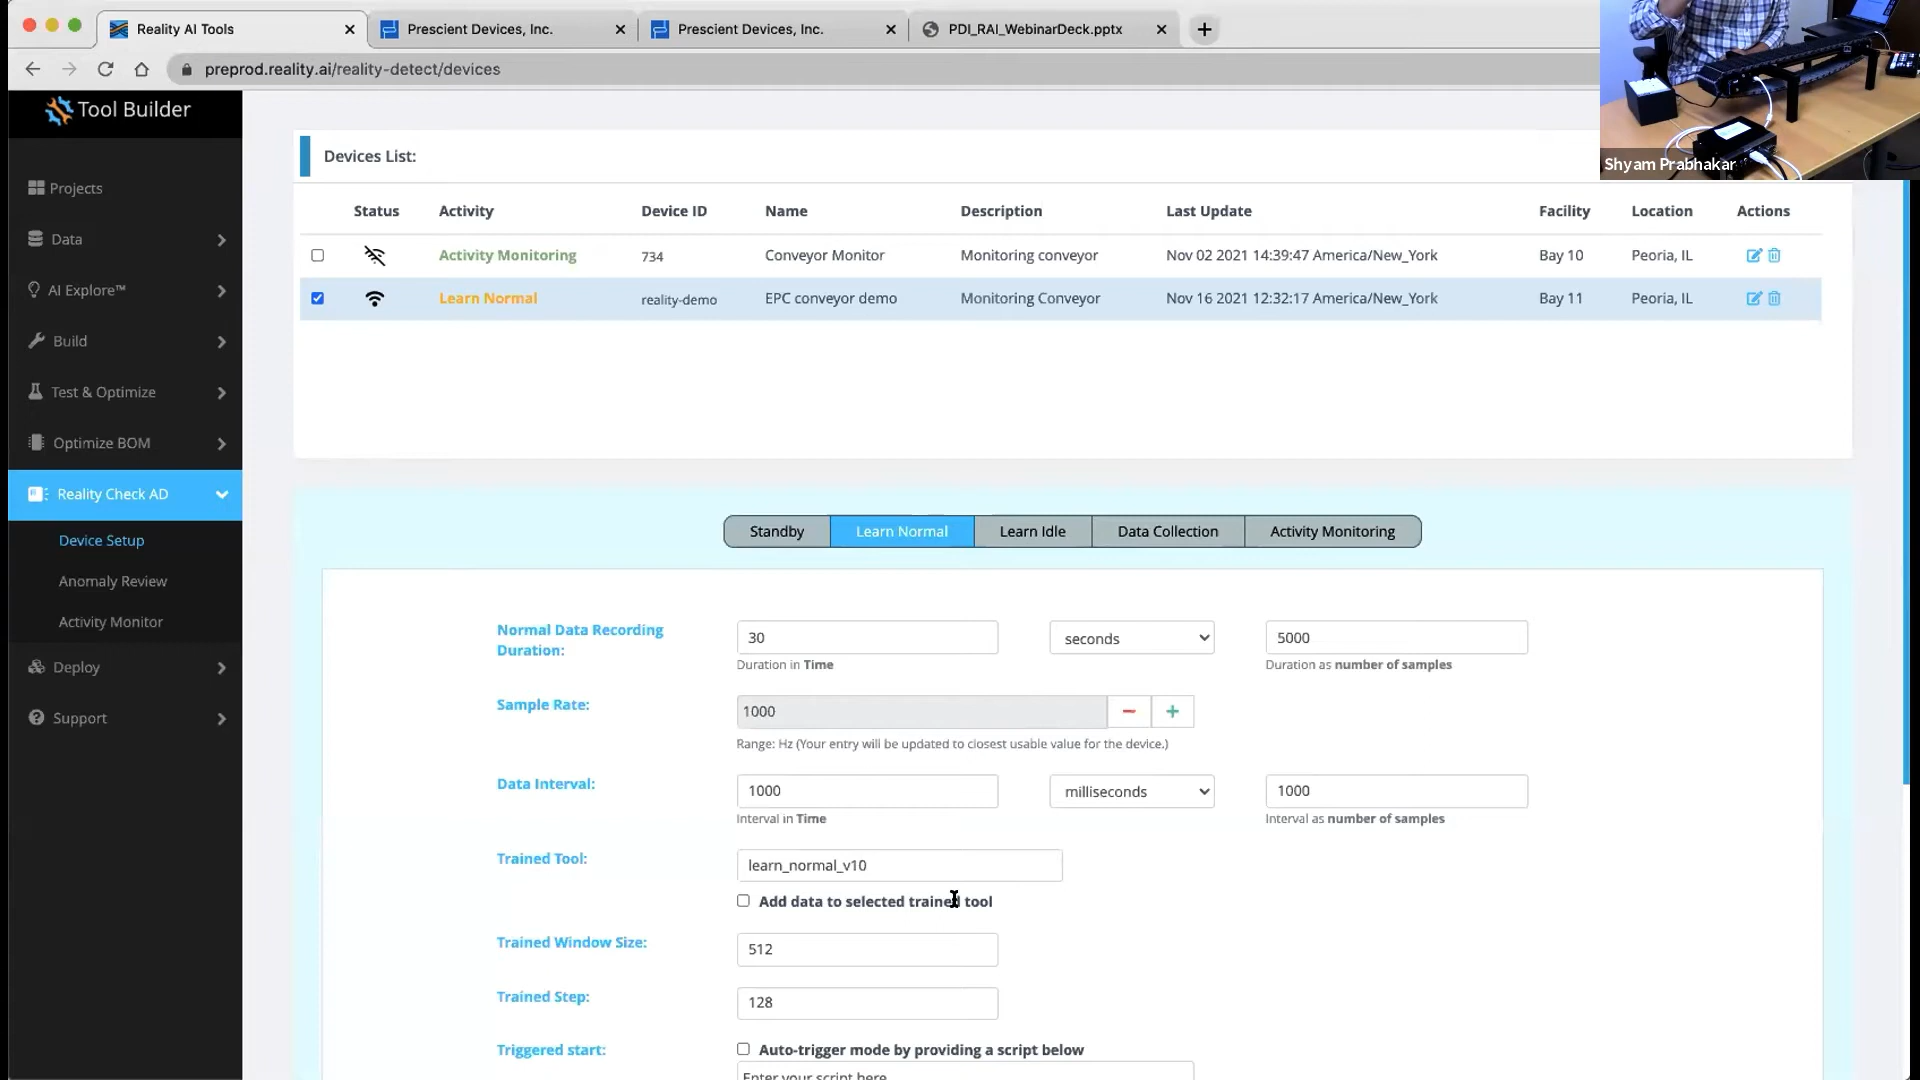 Reality AI Tools
Prescient Devices, Inc.
Prescient Devices, Inc.
PDI_RAI_WebinarDeck.pptx
preprod.reality.ai/reality-detect/devices
Shyam Prabhakar
Tool Builder
Projects
Data
AI Explore™
Build
Test & Optimize
Optimize BOM
Reality Check AD
Device Setup
Anomaly Review
Activity Monitor
Deploy
Support
Devices List:
Status Activity Device ID Name Description Last Update Facility Location Actions
Activity Monitoring 734 Conveyor Monitor Monitoring conveyor Nov 02 2021 14:39:47 America/New_York Bay 10 Peoria, IL
Learn Normal reality-demo EPC conveyor demo Monitoring Conveyor Nov 16 2021 12:32:17 America/New_York Bay 11 Peoria, IL
Standby Learn Normal Learn Idle Data Collection Activity Monitoring
Normal Data Recording
Duration:
30 seconds 5000
Duration in Time Duration as number of samples
Sample Rate: 1000
Range: Hz (Your entry will be updated to closest usable value for the device.)
Data Interval: 1000 milliseconds 1000
Interval in Time Interval as number of samples
Trained Tool: learn_normal_v10
Add data to selected trained tool
Trained Window Size: 512
Trained Step: 128
Triggered start: Auto-trigger mode by providing a script below
Enter your script here